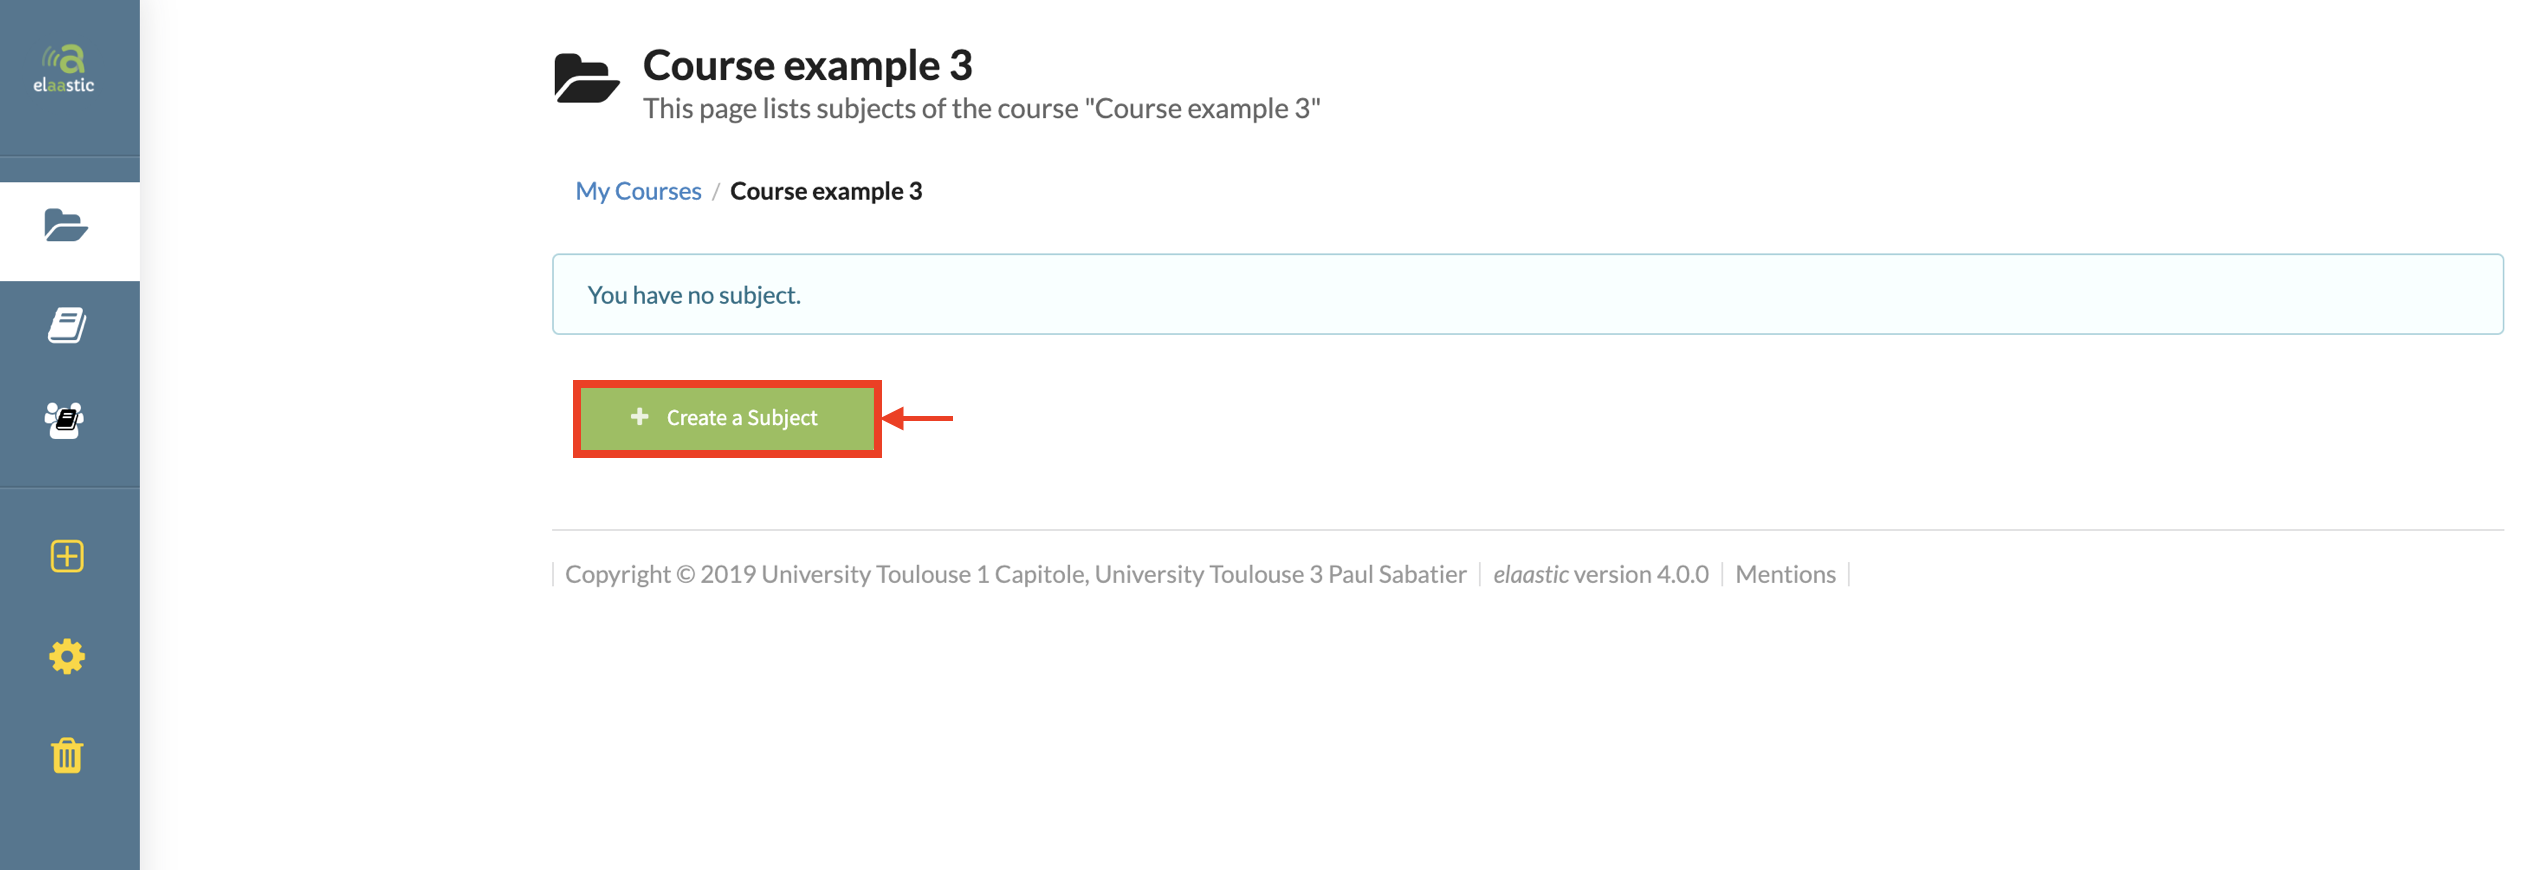 elaastic
Course example 3
This page lists subjects of the course "Course example 3"
My Courses / Course example 3
You have no subject.
+ Create a Subject
Copyright © 2019 University Toulouse 1 Capitole, University Toulouse 3 Paul Sabatier | elaastic version 4.0.0 | Mentions |